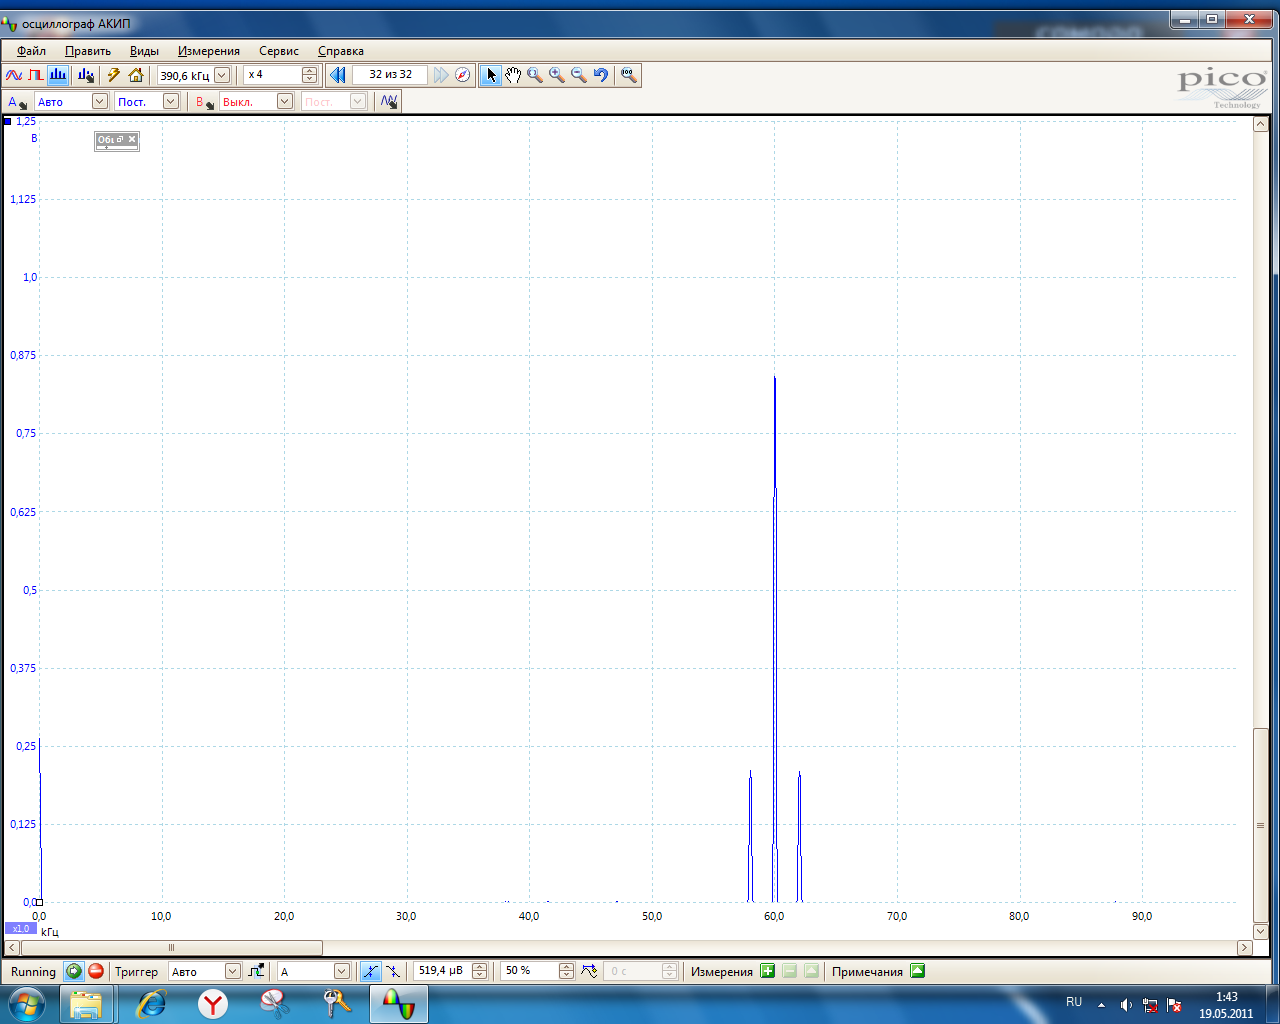 осциллограф АКИП
Файл Править Виды Измерения Сервис Справка
390,6 kГц x 4 32 из 32
pico
Technology
A Авто Пост. B Выкл. Пост.
1,25
В
1,125
1,0
0,875
0,75
0,625
0,5
0,375
0,25
0,125
0,0
0,0 10,0 20,0 30,0 40,0 50,0 60,0 70,0 80,0 90,0
x1,0 kГц
Running Триггер Авто A 519,4 µВ 50 % 0 с Измерения Примечания
RU 1:43
19.05.2011